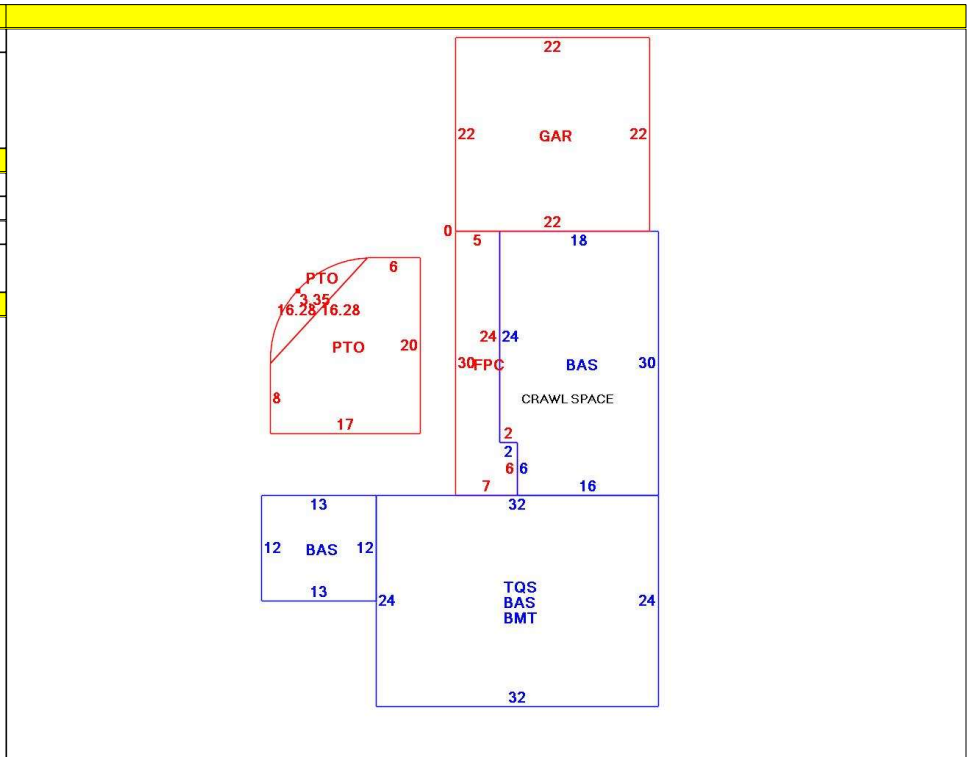 22
22 GAR 22
22
0
5 18
6
PTO
3.35
16.28 16.28
24 24
PTO 20
30 FPC BAS 30
8 CRAWL SPACE
17
2
2
6 6
7 16
13 32
12 BAS 12
13
24 24
TQS
BAS
BMT
32